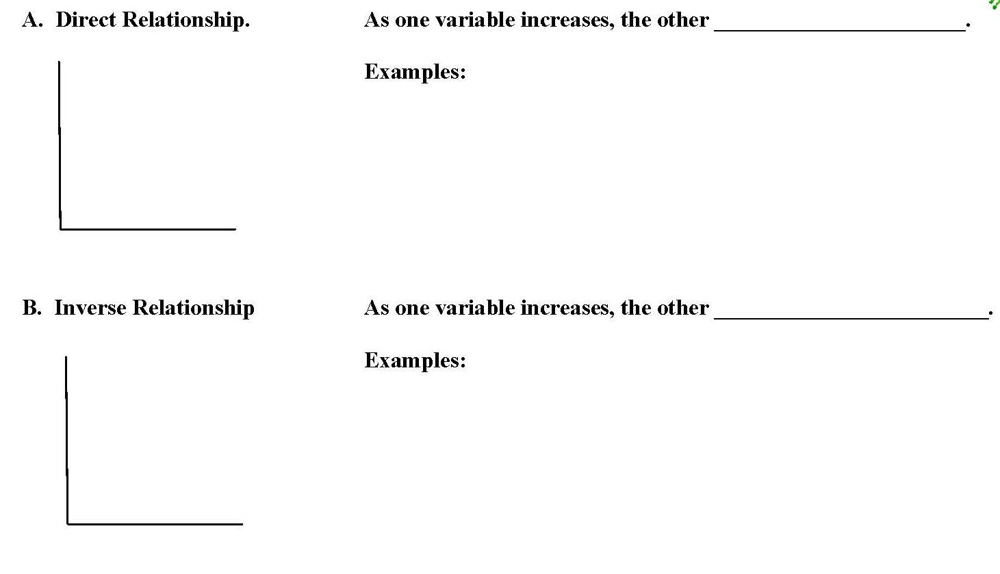 A. Direct Relationship.
As one variable increases, the other ______________________.
Examples:
B. Inverse Relationship
As one variable increases, the other ________________________.
Examples: